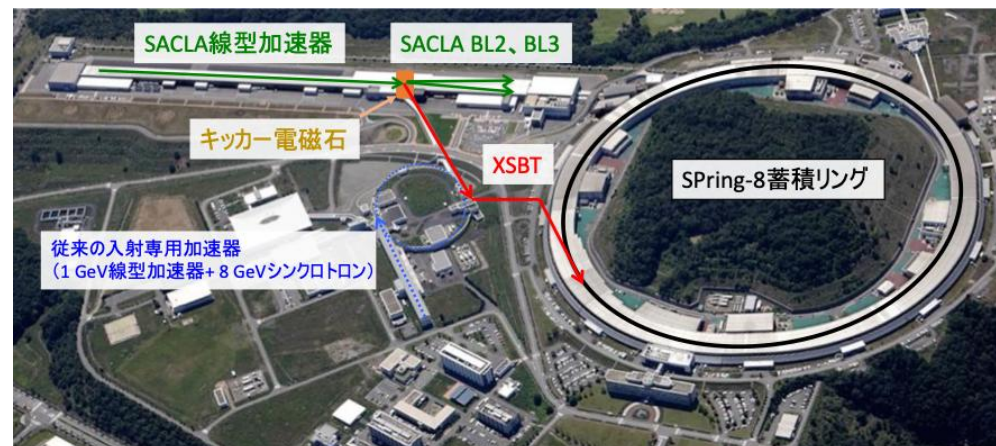 SACLA線型加速器
SACLA BL2、BL3
キッカー電磁石
XSBT
SPring-8蓄積リング
従来の入射専用加速器
（1 GeV線型加速器+ 8 GeVシンクロトロン）